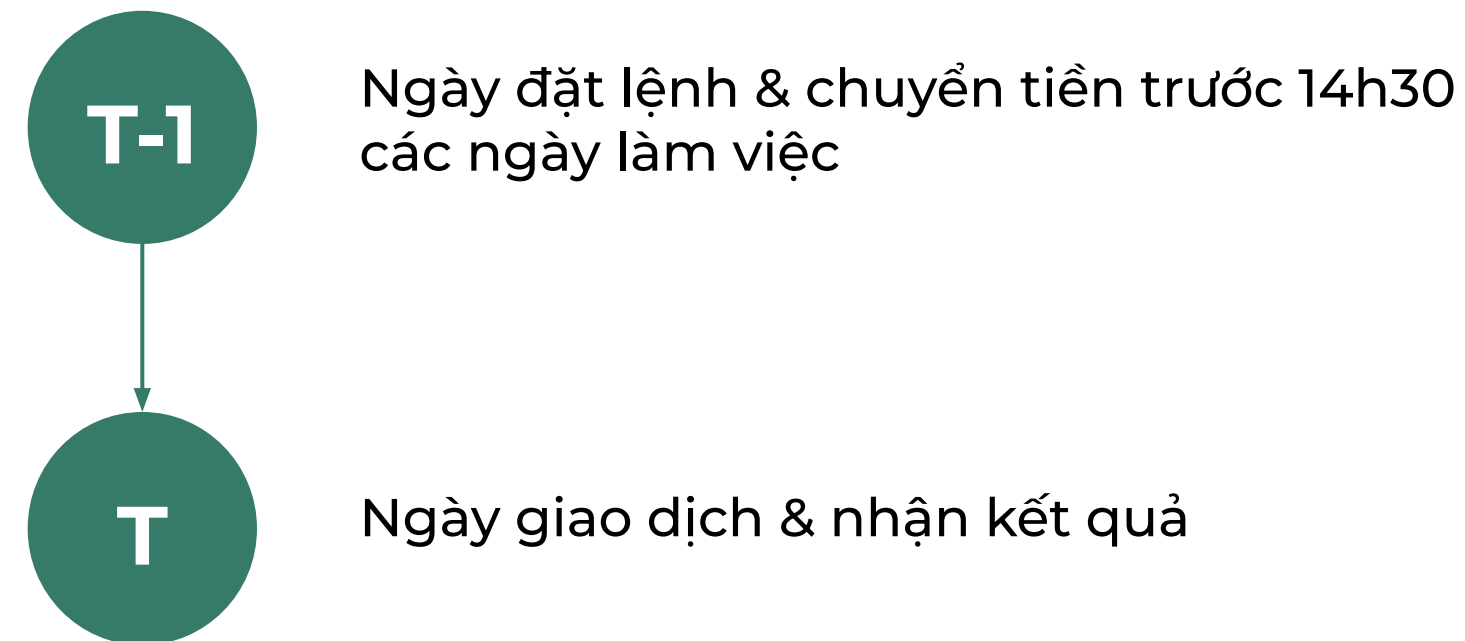 T-1
Ngày đặt lệnh & chuyển tiền trước 14h30
các ngày làm việc
T
Ngày giao dịch & nhận kết quả